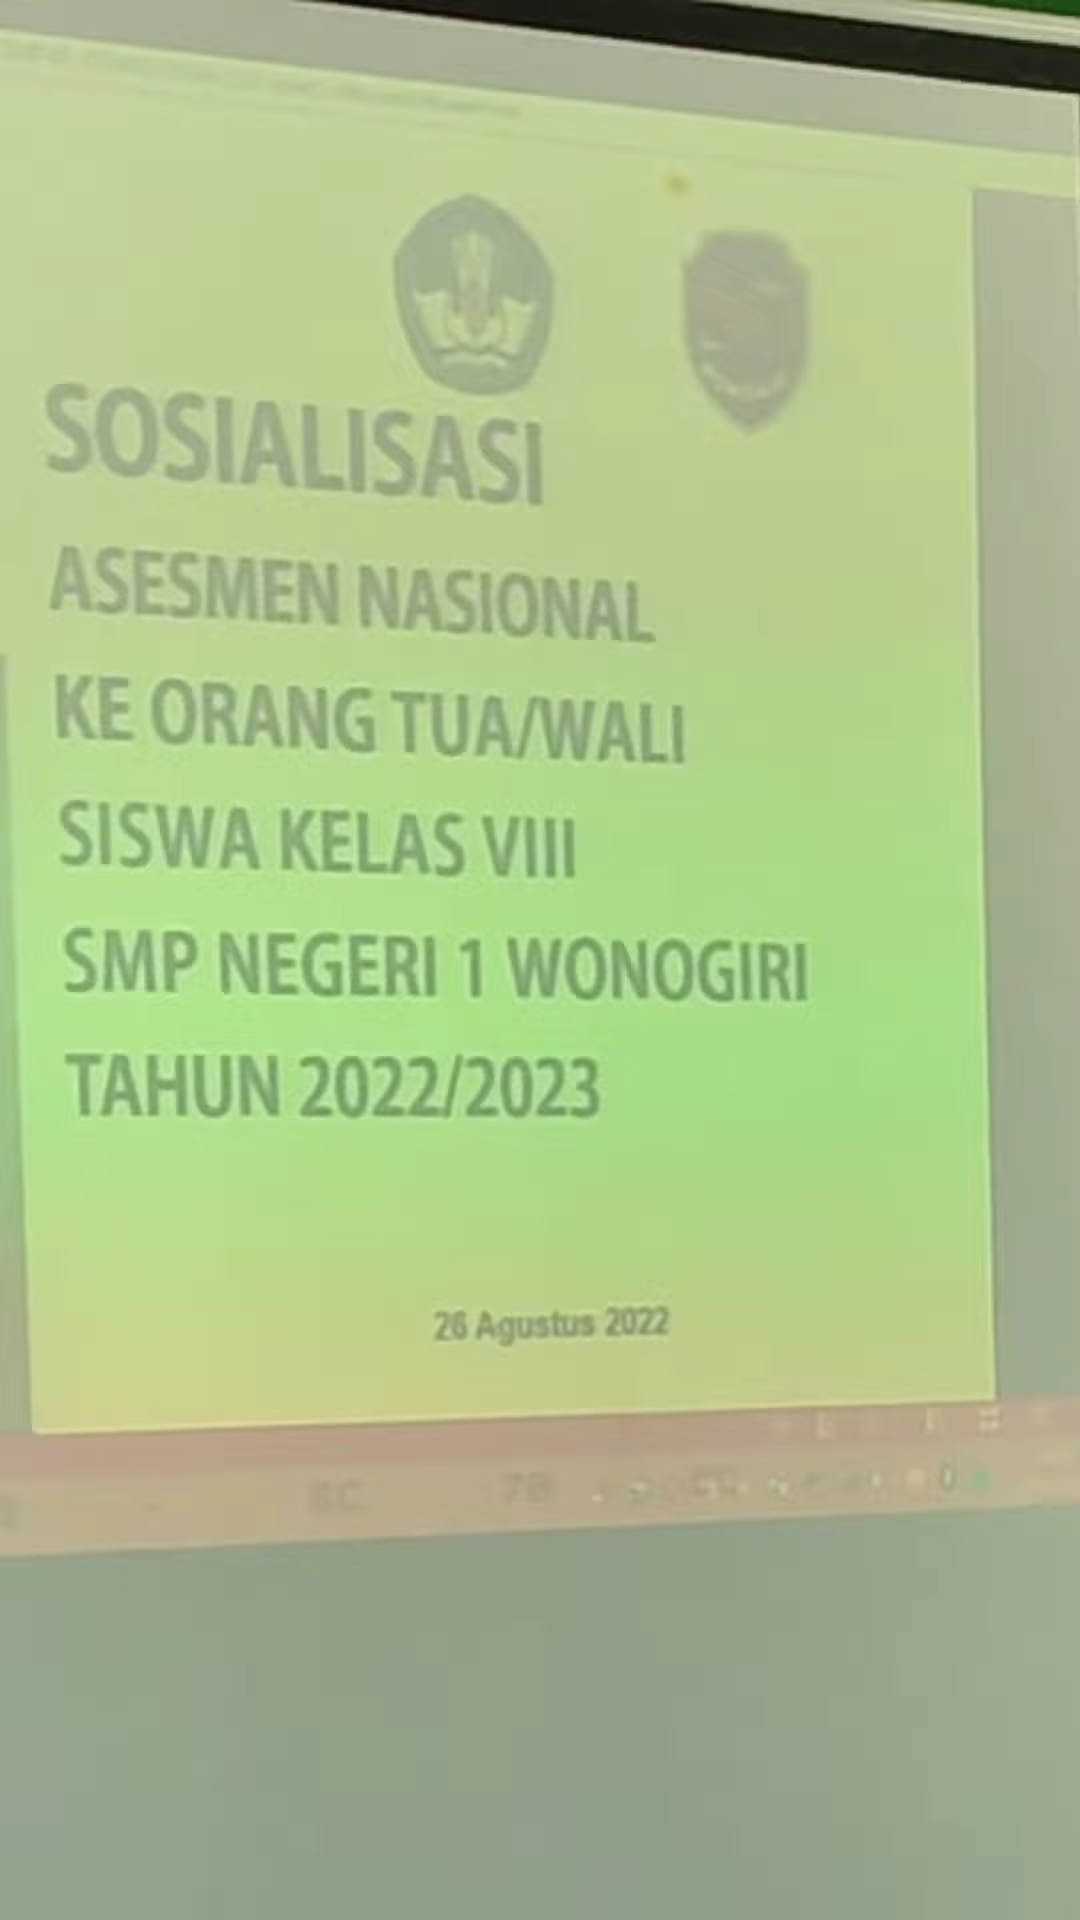 SOSIALISASI
ASESMEN NASIONAL
KE ORANG TUA/WALI
SISWA KELAS VIII
SMP NEGERI 1 WONOGIRI
TAHUN 2022/2023
26 Agustus 2022